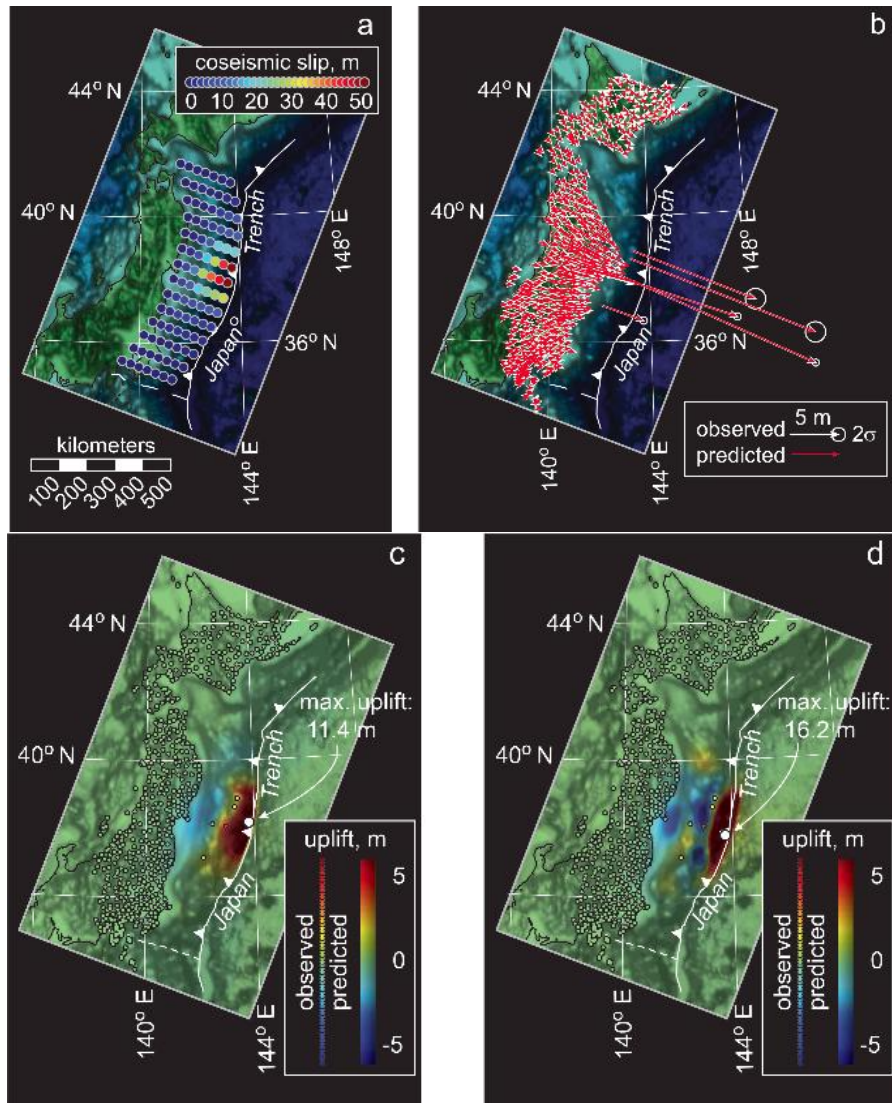 a
coseismic slip, m
0 10 20 30 40 50
44° N
40° N
Trench
148° E
36° N
Japan
kilometers
100
200
300
400
500
144° E
b
44° N
40° N
Trench
148° E
36° N
Japan
5 m
observed 2σ
predicted
140° E
144° E
c
44° N
max. uplift:
11.4 m
40° N
Trench
uplift, m
5
Japan
observed
predicted
0
-5
140° E
144° E
d
44° N
max. uplift:
16.2 m
40° N
Trench
uplift, m
5
Japan
observed
predicted
0
-5
140° E
144° E